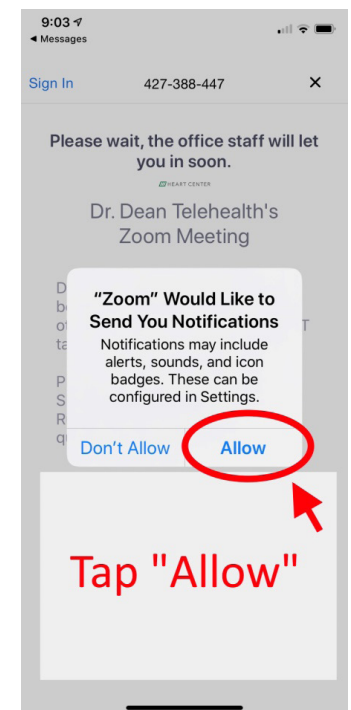 9:03
◀ Messages
Sign In 427-388-447 ×
Please wait, the office staff will let
you in soon.
HEART CENTER
Dr. Dean Telehealth's
Zoom Meeting
D
b
“Zoom” Would Like to
Send You Notifications
o
T
ta
Notifications may include
alerts, sounds, and icon
badges. These can be
configured in Settings.
P
S
R
q
Don't Allow Allow
Tap "Allow"